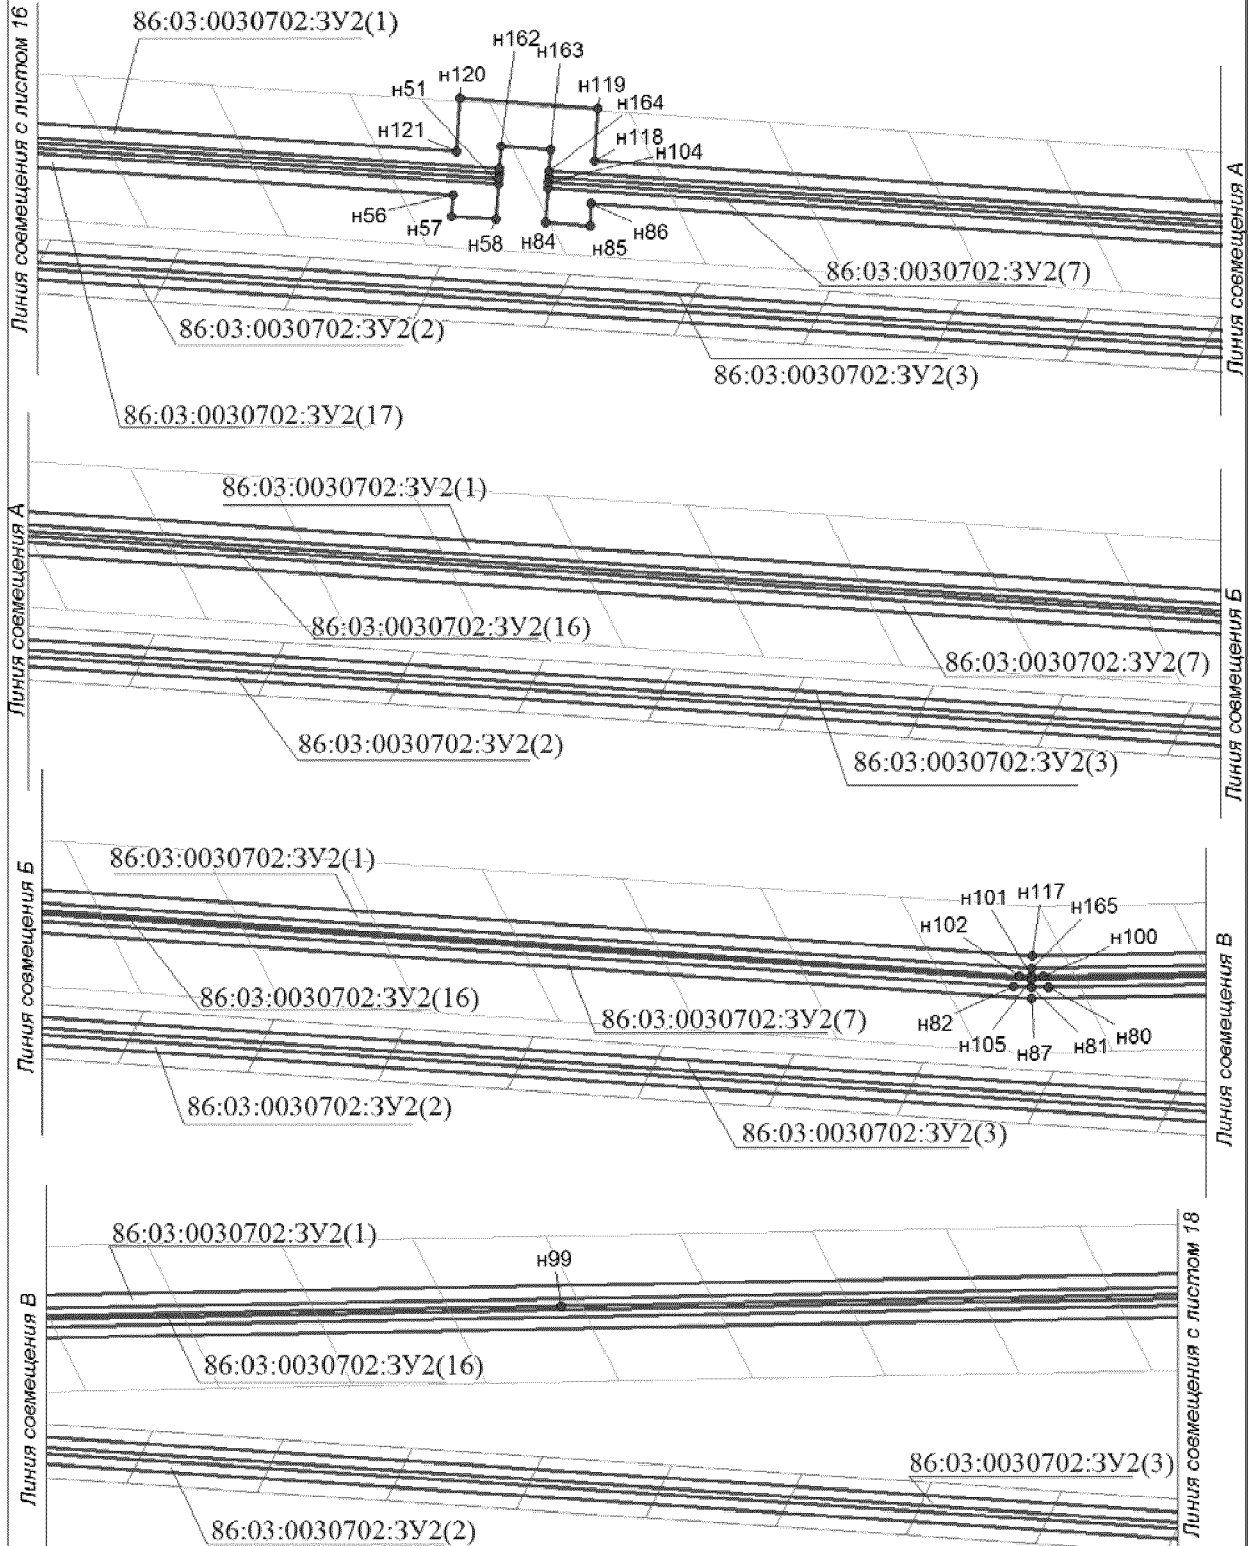 Линия совмещения с листом 16
86:03:0030702:ЗУ2(1)
н162
н163
н120
н51
н119
н164
н121
н118
н104
н56
н57
н58
н84
н85
н86
86:03:0030702:ЗУ2(7)
86:03:0030702:ЗУ2(2)
86:03:0030702:ЗУ2(3)
86:03:0030702:ЗУ2(17)
Линия совмещения А
Линия совмещения А
86:03:0030702:ЗУ2(1)
86:03:0030702:ЗУ2(16)
86:03:0030702:ЗУ2(7)
86:03:0030702:ЗУ2(2)
86:03:0030702:ЗУ2(3)
Линия совмещения Б
Линия совмещения Б
86:03:0030702:ЗУ2(1)
н101
н117
н165
н102
н100
86:03:0030702:ЗУ2(16)
86:03:0030702:ЗУ2(7)
н82
н105
н87
н81
н80
86:03:0030702:ЗУ2(2)
86:03:0030702:ЗУ2(3)
Линия совмещения В
Линия совмещения В
86:03:0030702:ЗУ2(1)
н99
86:03:0030702:ЗУ2(16)
86:03:0030702:ЗУ2(3)
86:03:0030702:ЗУ2(2)
Линия совмещения с листом 18